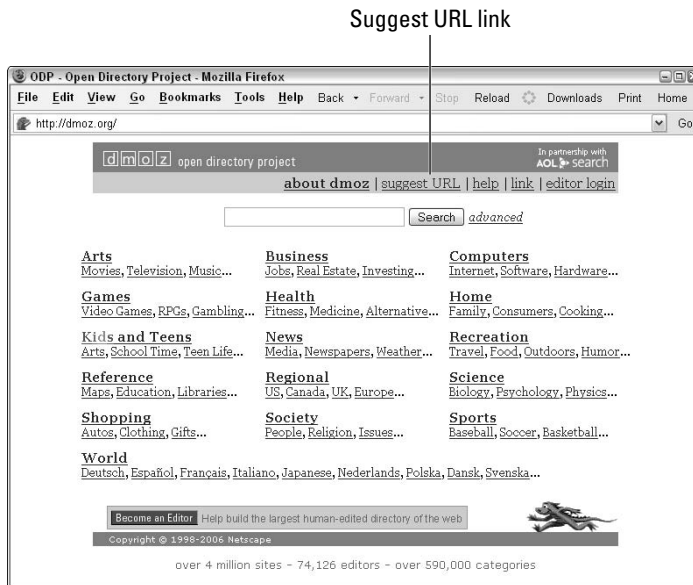 Suggest URL link
ODP - Open Directory Project - Mozilla Firefox
File Edit View Go Bookmarks Tools Help Back Forward Stop Reload Downloads Print Home
http://dmoz.org/ Go
dmoz open directory project
In partnership with
AOL search
about dmoz | suggest URL | help | link | editor login
Search advanced
Arts
Movies, Television, Music...
Business
Jobs, Real Estate, Investing...
Computers
Internet, Software, Hardware...
Games
Video Games, RPGs, Gambling...
Health
Fitness, Medicine, Alternative...
Home
Family, Consumers, Cooking...
Kids and Teens
Arts, School Time, Teen Life...
News
Media, Newspapers, Weather...
Recreation
Travel, Food, Outdoors, Humor...
Reference
Maps, Education, Libraries...
Regional
US, Canada, UK, Europe...
Science
Biology, Psychology, Physics...
Shopping
Autos, Clothing, Gifts...
Society
People, Religion, Issues...
Sports
Baseball, Soccer, Basketball...
World
Deutsch, Español, Français, Italiano, Japanese, Nederlands, Polska, Dansk, Svenska...
Become an Editor Help build the largest human-edited directory of the web
Copyright © 1998-2006 Netscape
over 4 million sites - 74,126 editors - over 590,000 categories